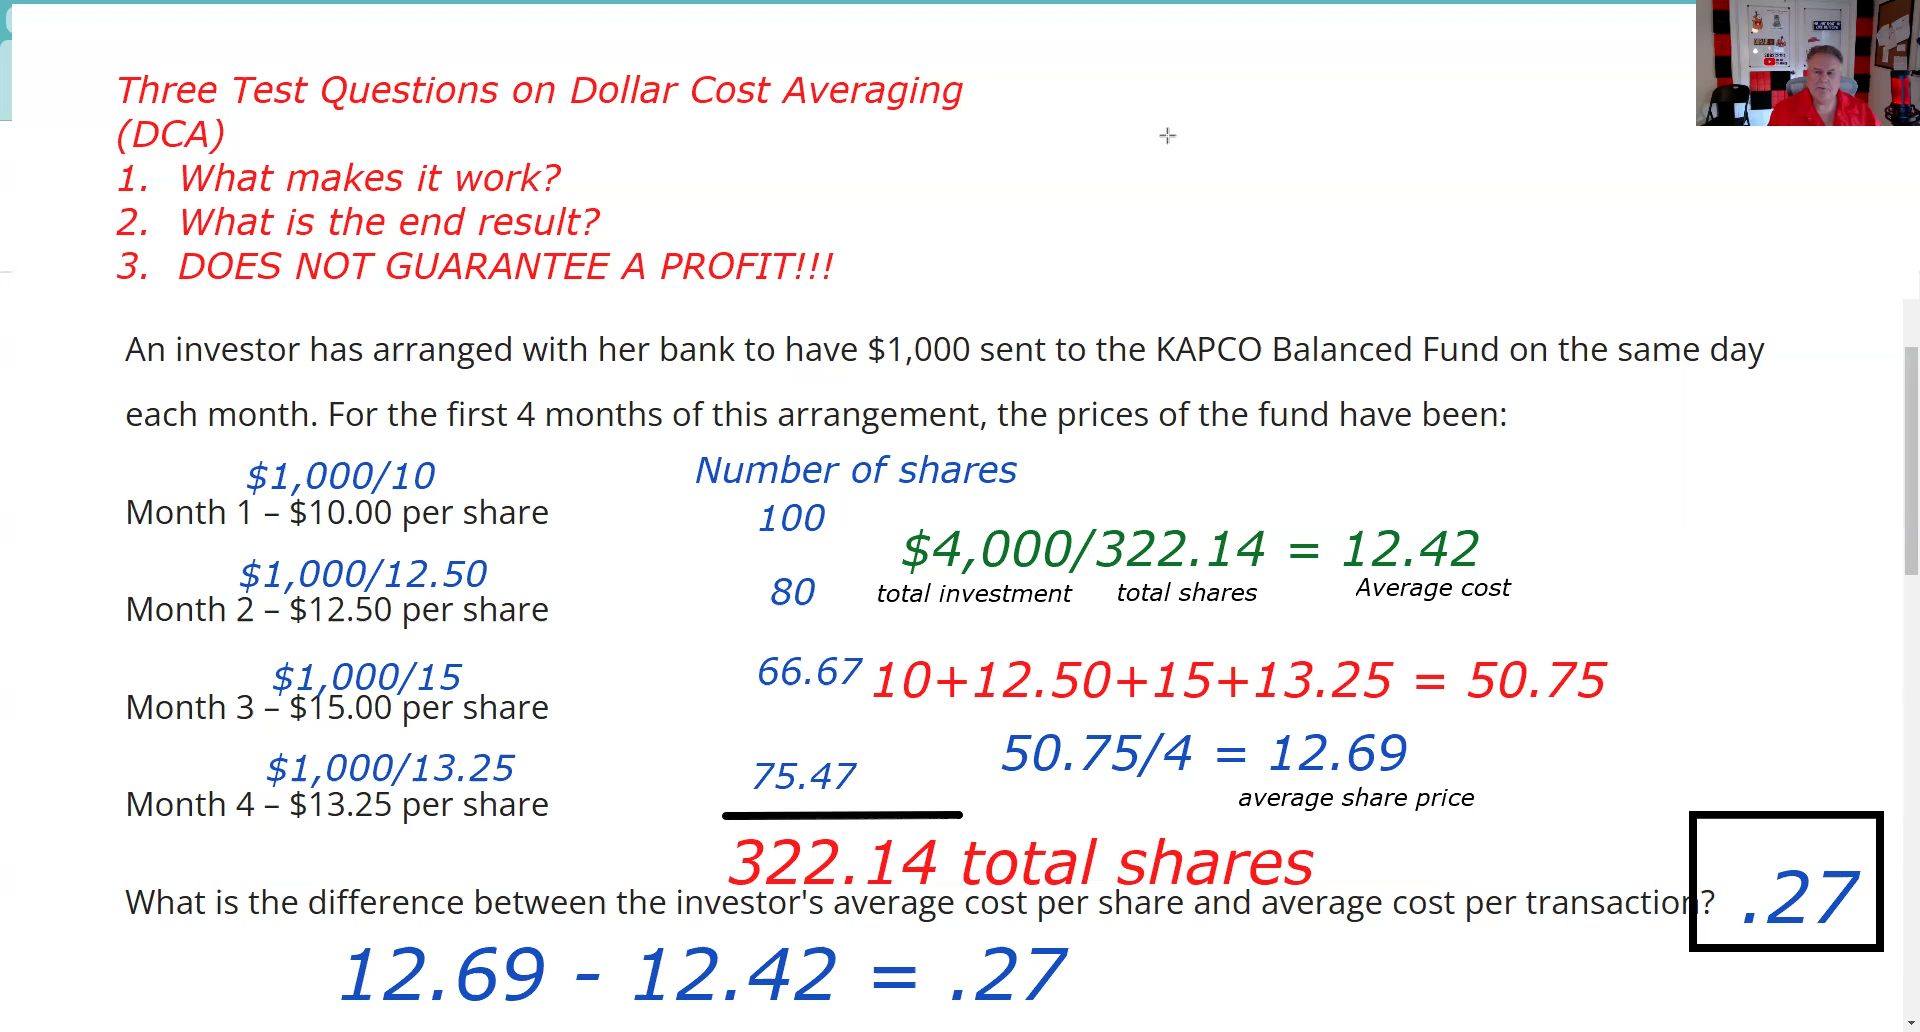 Three Test Questions on Dollar Cost Averaging
(DCA)
1. What makes it work?
2. What is the end result?
3. DOES NOT GUARANTEE A PROFIT!!!
An investor has arranged with her bank to have $1,000 sent to the KAPCO Balanced Fund on the same day
each month. For the first 4 months of this arrangement, the prices of the fund have been:
$1,000/10
Number of shares
Month 1 – $10.00 per share
100
$4,000/322.14 = 12.42
total investment total shares Average cost
$1,000/12.50
80
Month 2 – $12.50 per share
$1,000/15
66.67
10+12.50+15+13.25 = 50.75
Month 3 – $15.00 per share
50.75/4 = 12.69
average share price
$1,000/13.25
75.47
Month 4 – $13.25 per share
322.14 total shares
What is the difference between the investor's average cost per share and average cost per transaction?
.27
12.69 - 12.42 = .27